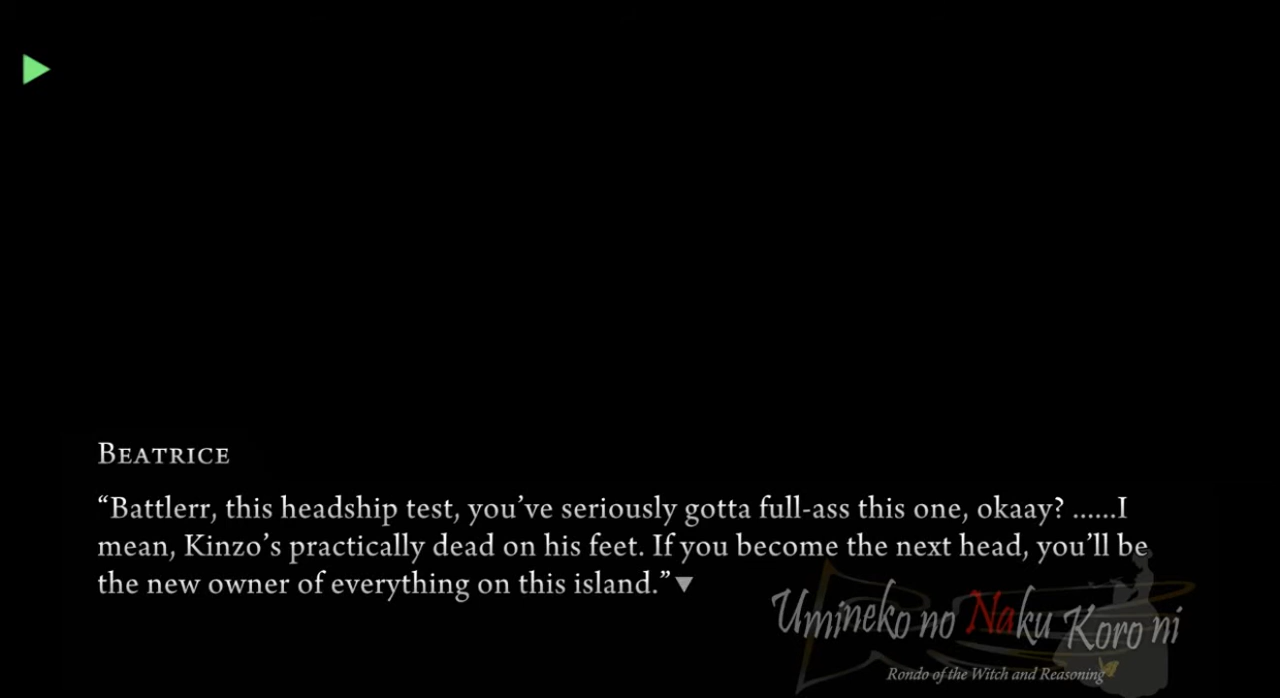 BEATRICE
“Battlerr, this headship test, you’ve seriously gotta full-ass this one, okaay? ......I
mean, Kinzo’s practically dead on his feet. If you become the next head, you’ll be
the new owner of everything on this island.”
Umineko no Naku Koro ni
Rondo of the Witch and Reasoning